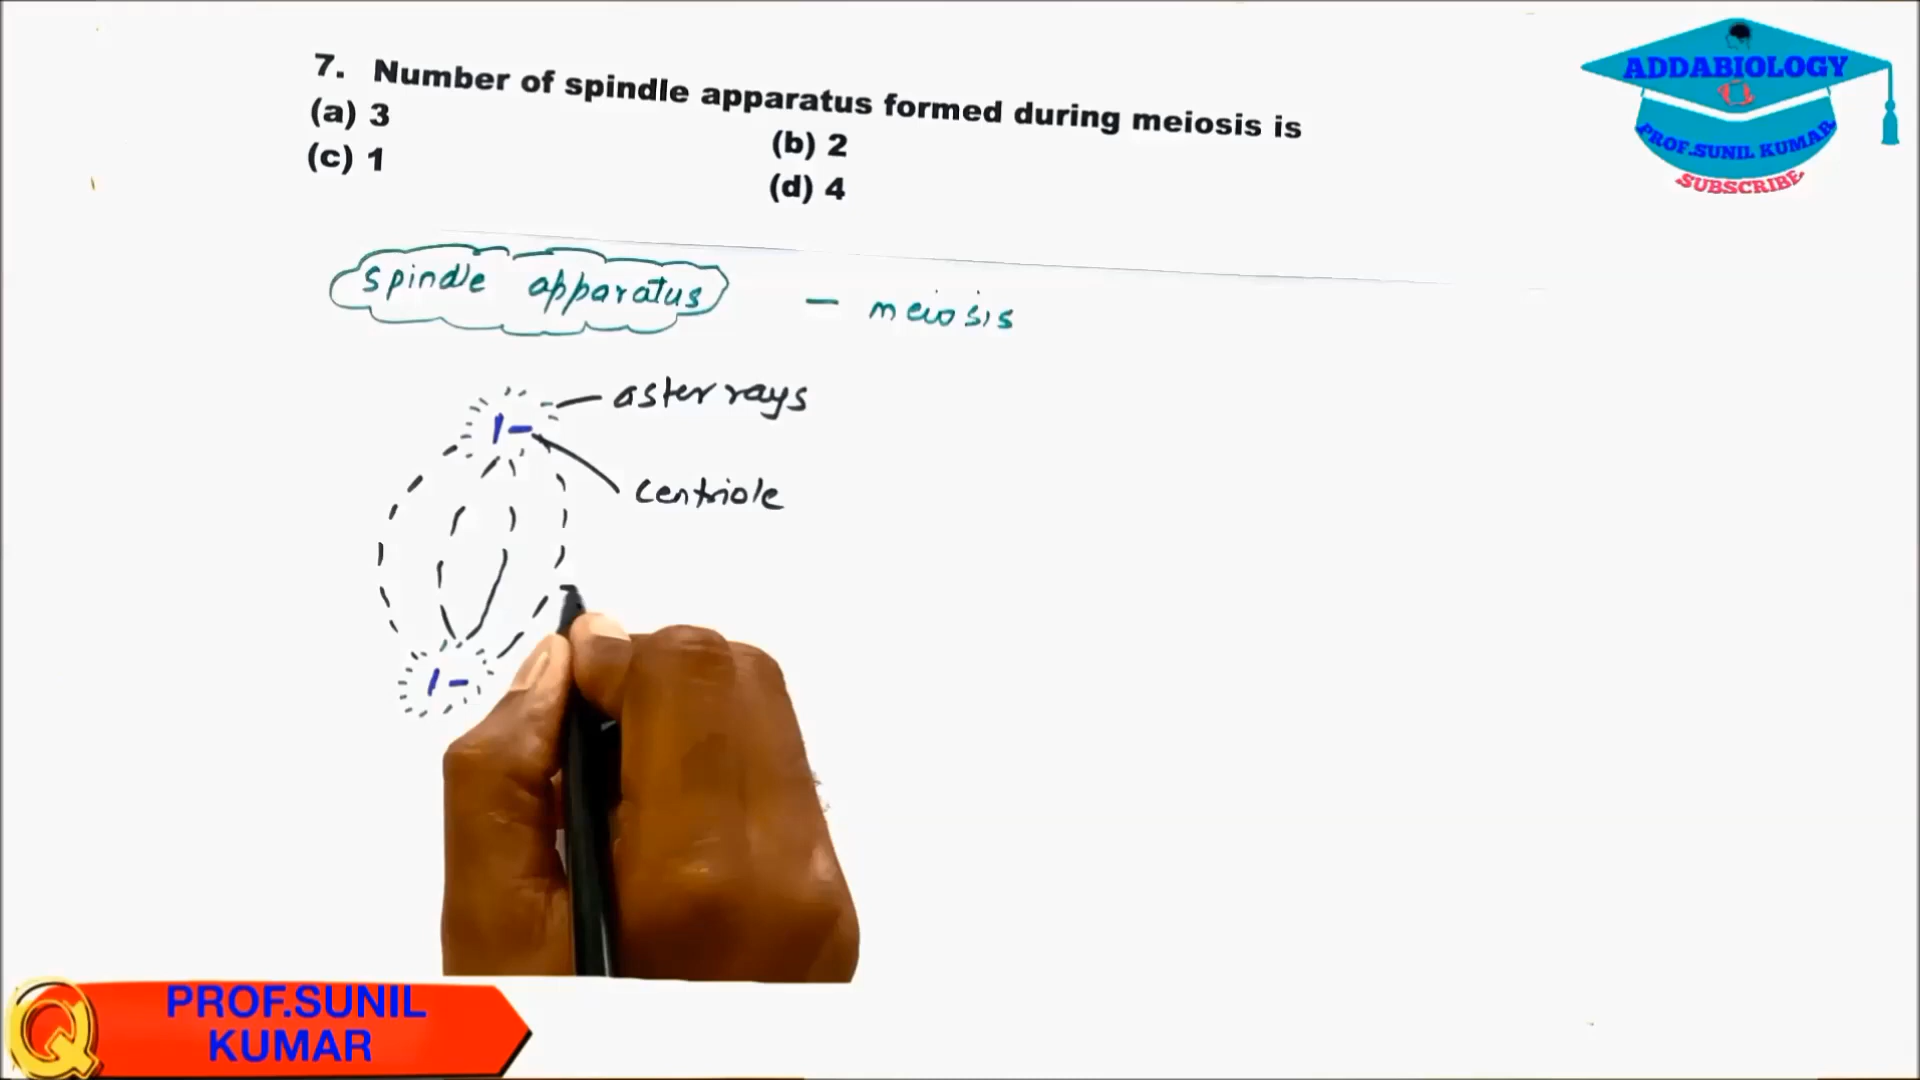 7. Number of spindle apparatus formed during meiosis is
(a) 3
(b) 2
(c) 1
(d) 4
spindle apparatus - meiosis
aster rays
centriole
ADDABIOLOGY
PROF.SUNIL KUMAR
SUBSCRIBE
PROF.SUNIL
KUMAR